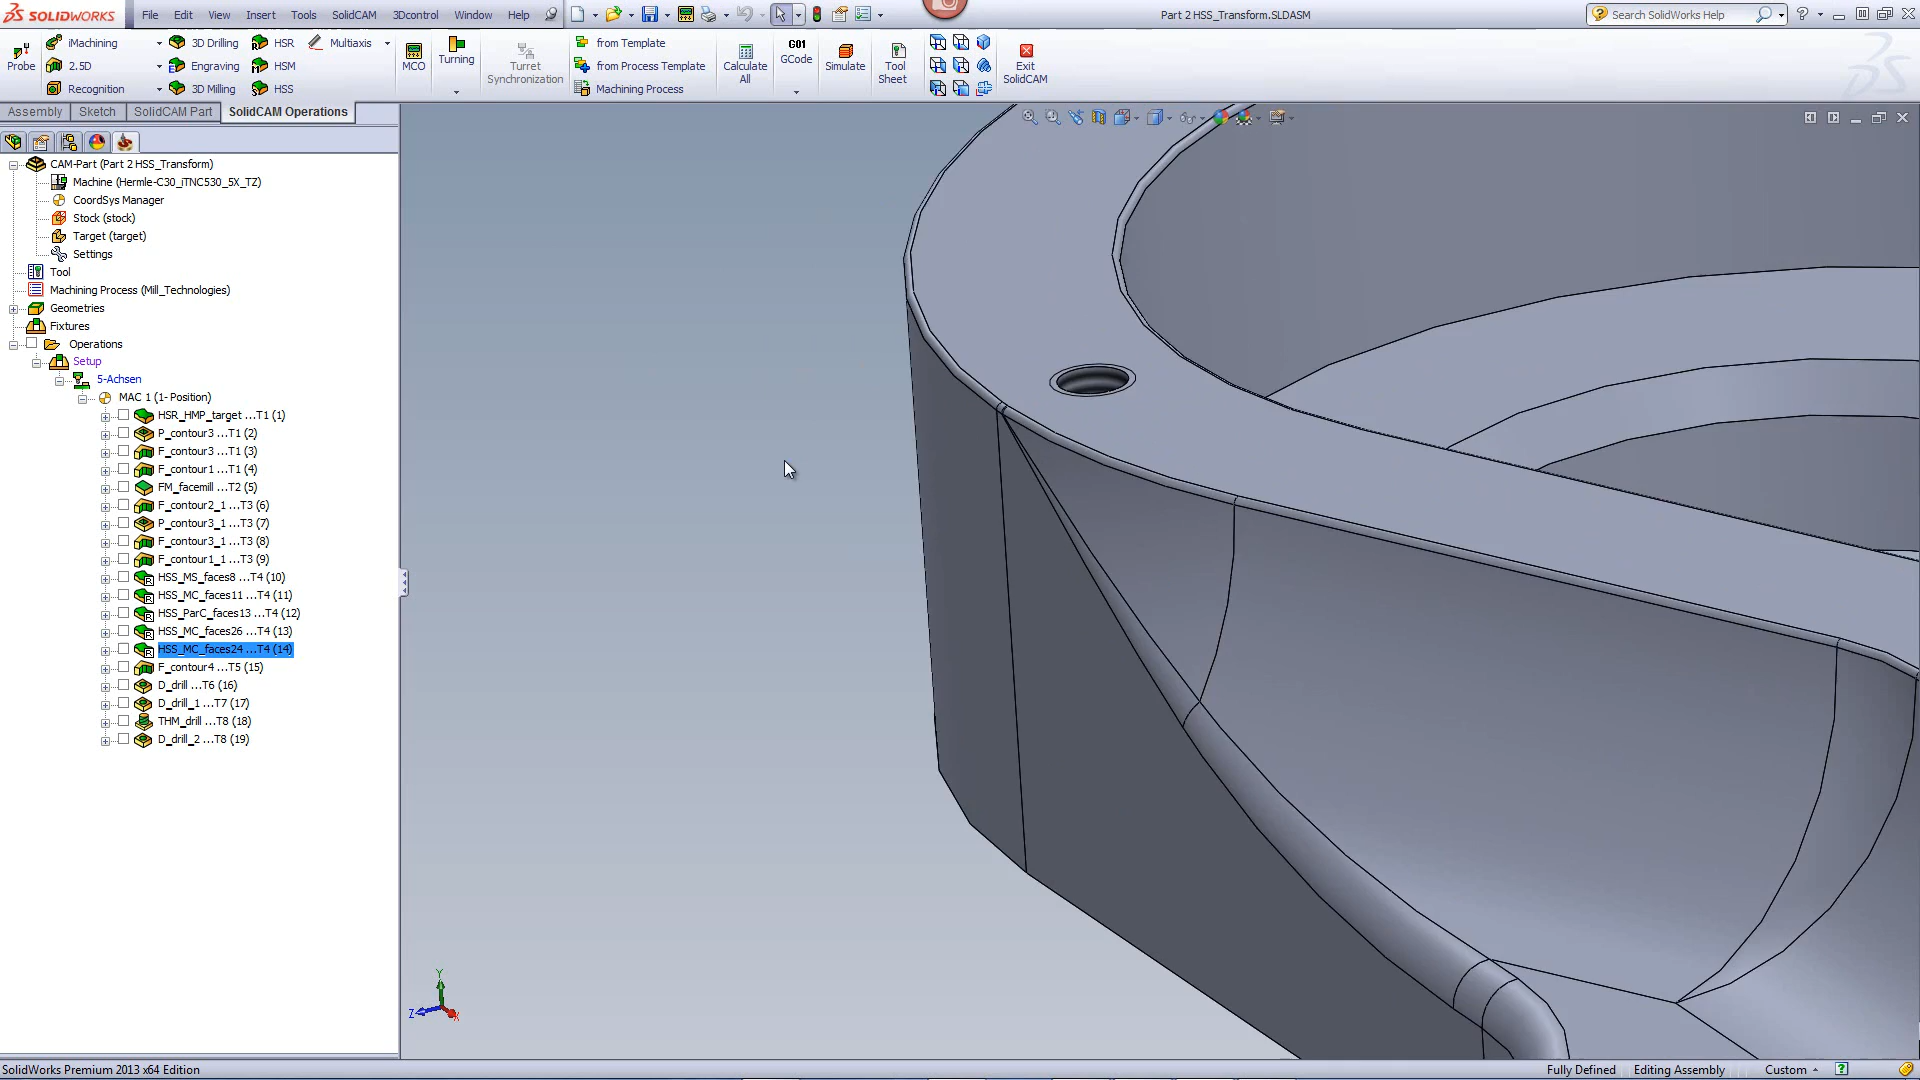 SOLIDWORKS File Edit View Insert Tools SolidCAM 3Dcontrol Window Help Part 2 HSS_Transform.SLDASM Search SolidWorks Help
iMachining 3D Drilling HSR Multiaxis from Template
Probe 2.5D Engraving HSM MCO Turning Turret Synchronization from Process Template Calculate All G01 GCode Simulate Tool Sheet Exit SolidCAM
Recognition 3D Milling HSS Machining Process
Assembly Sketch SolidCAM Part SolidCAM Operations
CAM-Part (Part 2 HSS_Transform)
Machine (Hermle-C30_iTNC530_5X_TZ)
CoordSys Manager
Stock (stock)
Target (target)
Settings
Tool
Machining Process (Mill_Technologies)
Geometries
Fixtures
Operations
Setup
5-Achsen
MAC 1 (1- Position)
HSR_HMP_target ...T1 (1)
P_contour3 ...T1 (2)
F_contour3 ...T1 (3)
F_contour1 ...T1 (4)
FM_facemill ...T2 (5)
F_contour2_1 ...T3 (6)
P_contour3_1 ...T3 (7)
F_contour3_1 ...T3 (8)
F_contour1_1 ...T3 (9)
HSS_MS_faces8 ...T4 (10)
HSS_MC_faces11 ...T4 (11)
HSS_ParC_faces13 ...T4 (12)
HSS_MC_faces26 ...T4 (13)
HSS_MC_faces24 ...T4 (14)
F_contour4 ...T5 (15)
D_drill ...T6 (16)
D_drill_1 ...T7 (17)
THM_drill ...T8 (18)
D_drill_2 ...T8 (19)
Y
Z
X
SolidWorks Premium 2013 x64 Edition Fully Defined Editing Assembly Custom